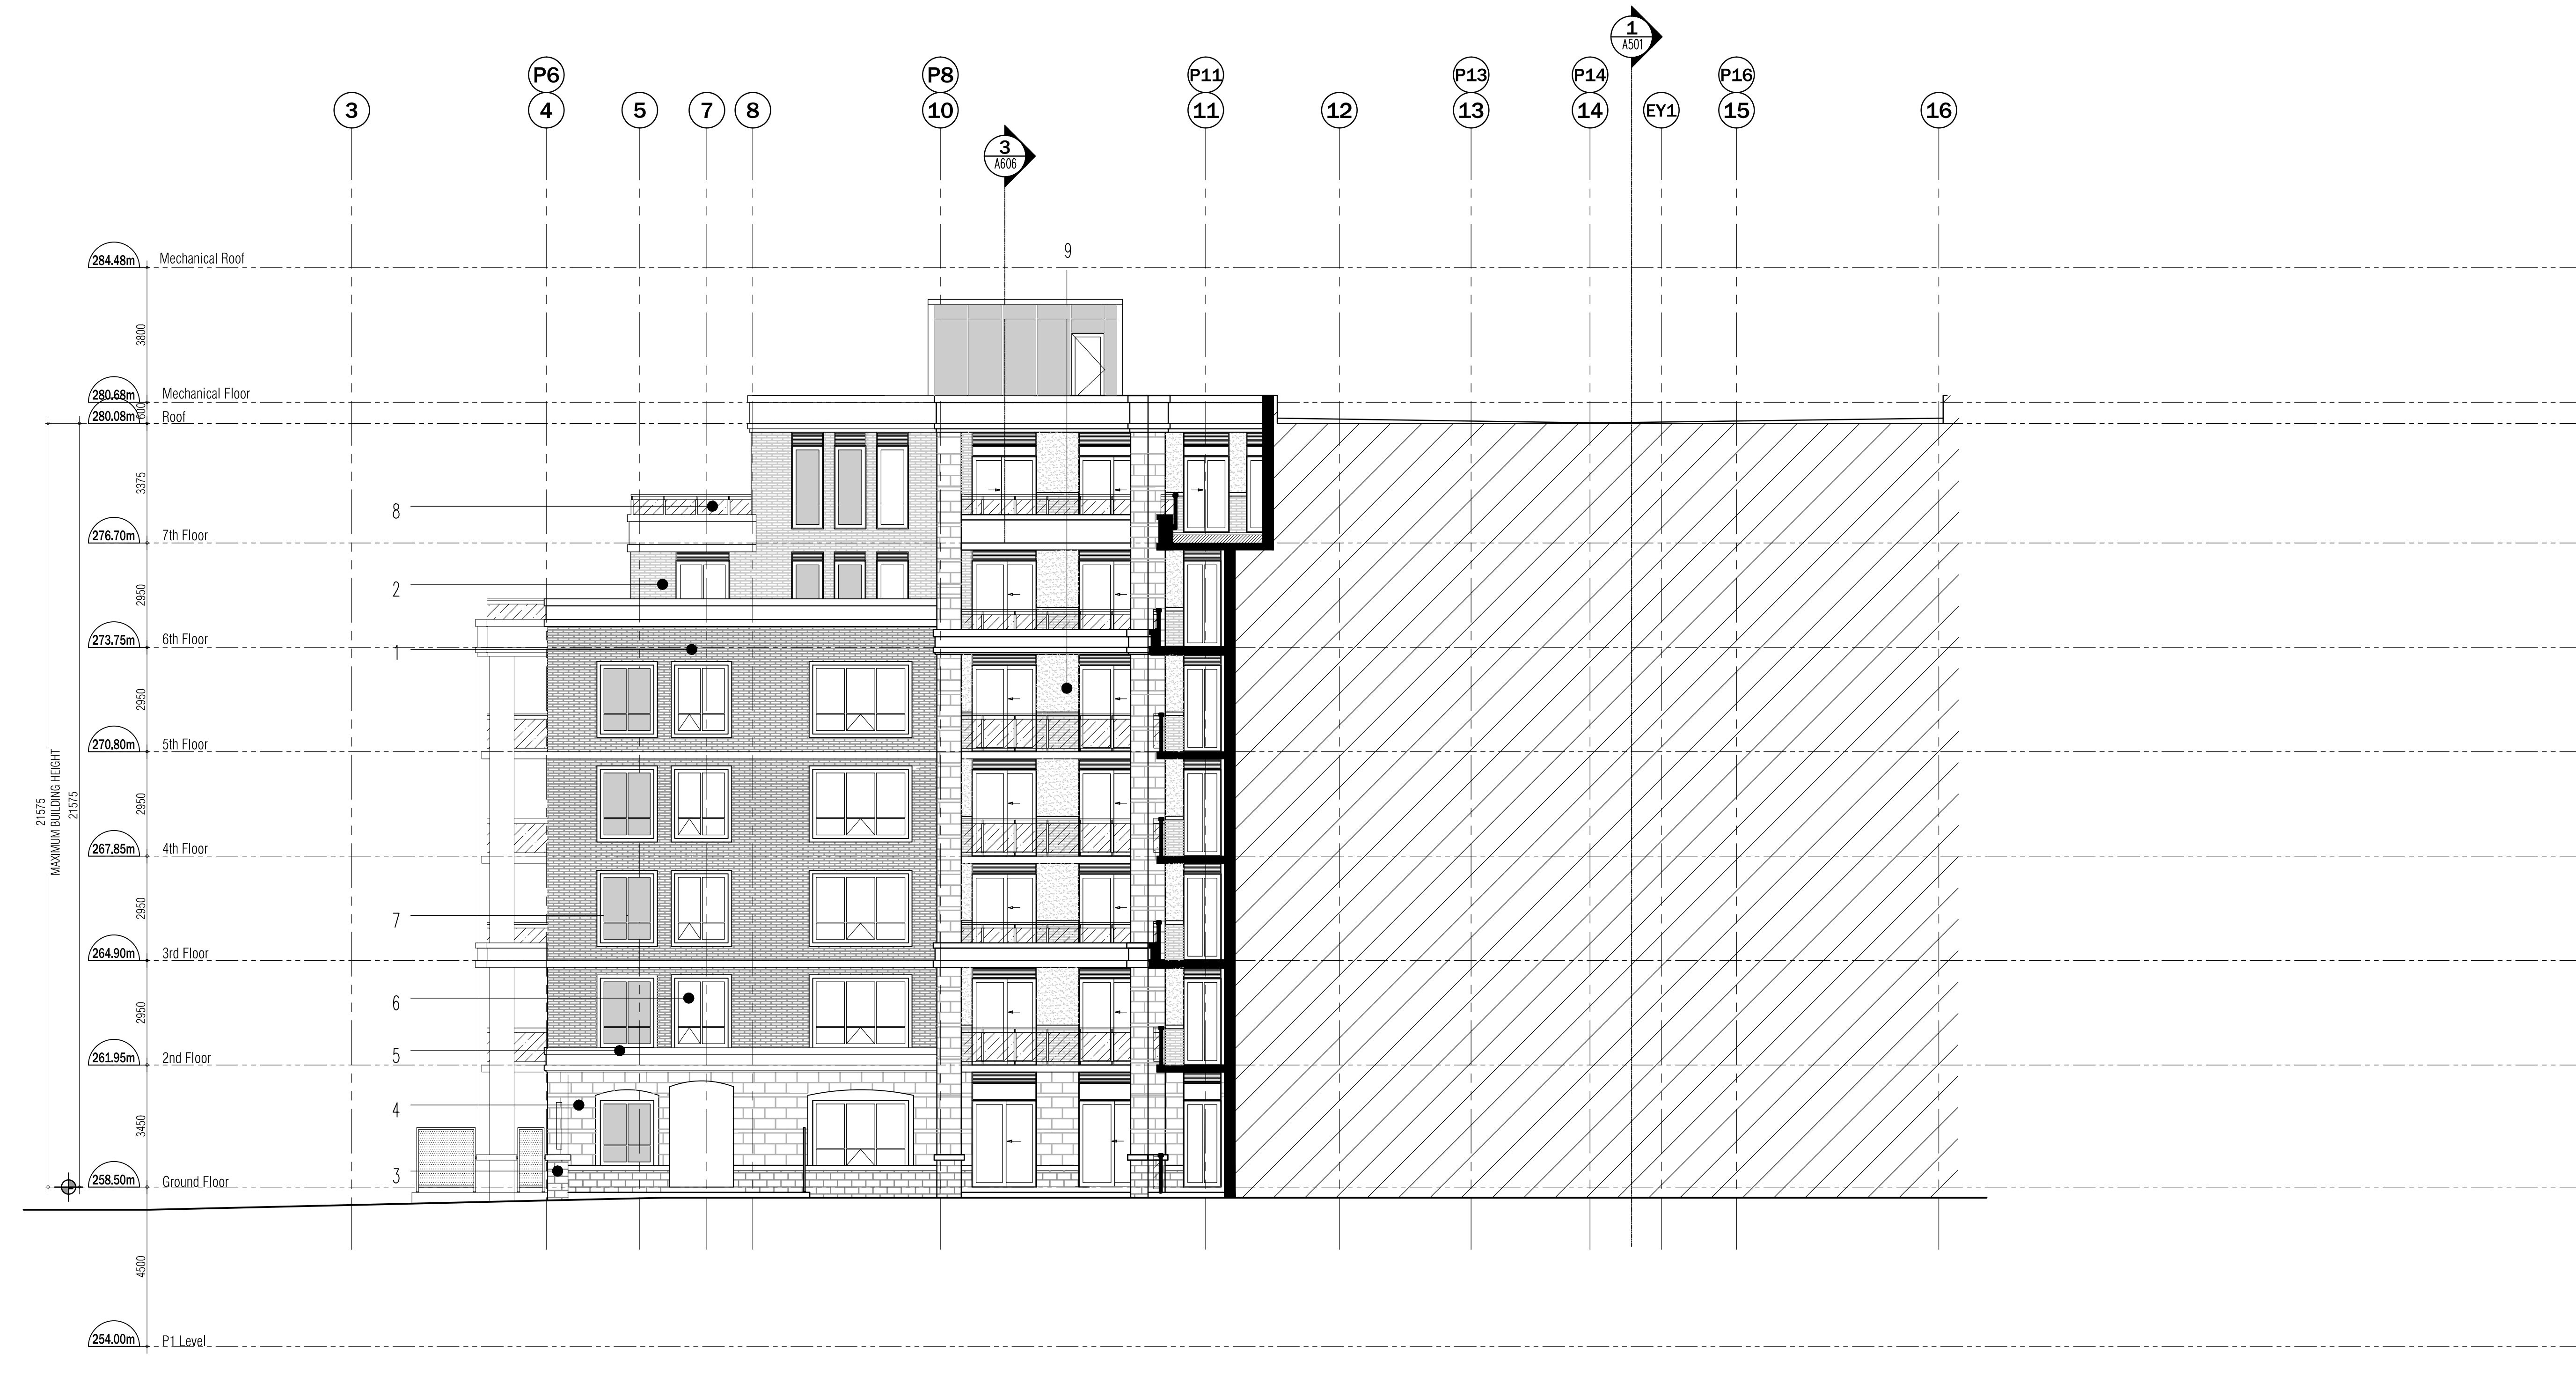 1
A501
P6
P8
P11
P13
P14
P16
3
4
5
7
8
10
11
12
13
14
EY1
15
16
3
A606
9
284.48m Mechanical Roof
3800
280.68m Mechanical Floor
600
280.08m Roof
3375
8
276.70m 7th Floor
2
2950
273.75m 6th Floor
1
2950
270.80m 5th Floor
21575
MAXIMUM BUILDING HEIGHT
21575
2950
267.85m 4th Floor
7
2950
264.90m 3rd Floor
6
2950
5
261.95m 2nd Floor
4
3450
3
258.50m Ground Floor
4500
254.00m P1 Level